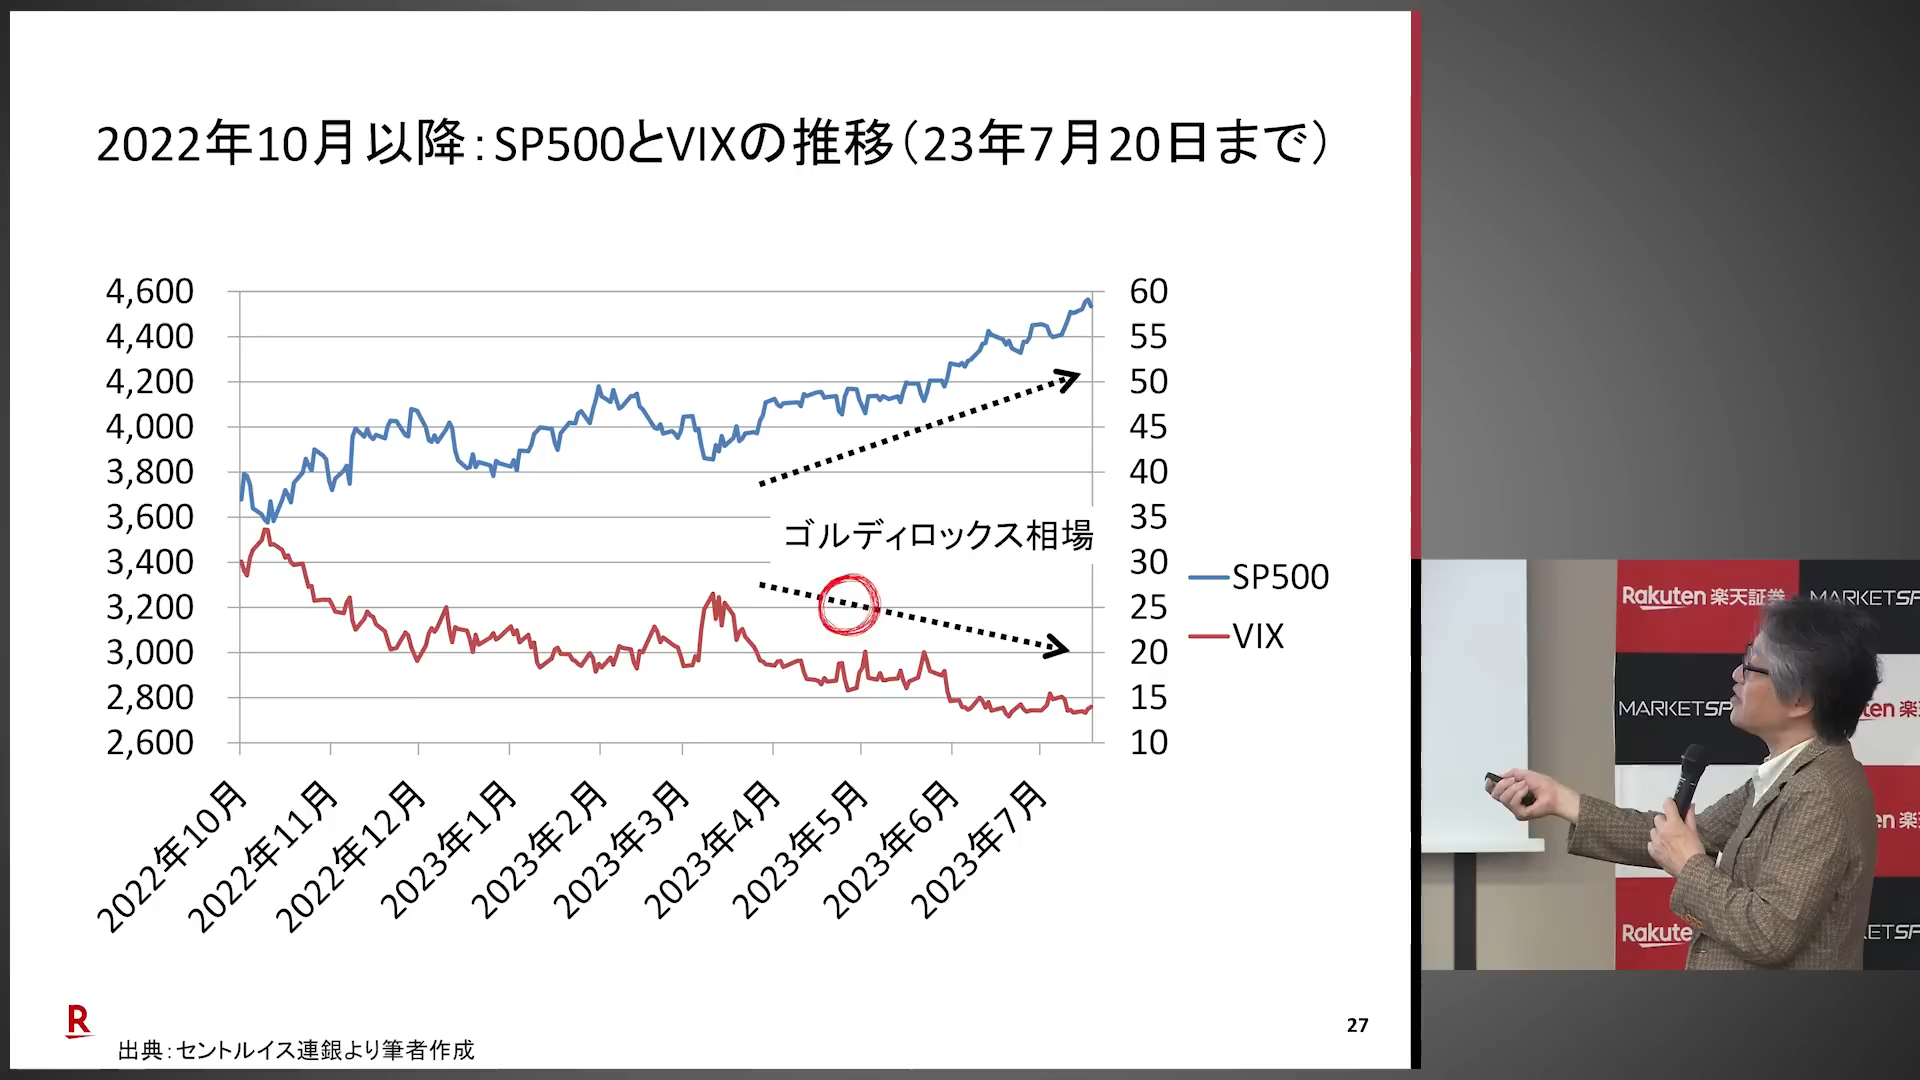 2022年10月以降：SP500とVIXの推移（23年7月20日まで）
4,600
4,400
4,200
4,000
3,800
3,600
3,400
3,200
3,000
2,800
2,600
60
55
50
45
40
35
30
25
20
15
10
ゴルディロックス相場
SP500
VIX
2022年10月
2022年11月
2022年12月
2023年1月
2023年2月
2023年3月
2023年4月
2023年5月
2023年6月
2023年7月
R
出典：セントルイス連銀より筆者作成
27
Rakuten 楽天証券
MARKETSP
MARKETSP
ten 楽
en 楽
Rakute
ETSP